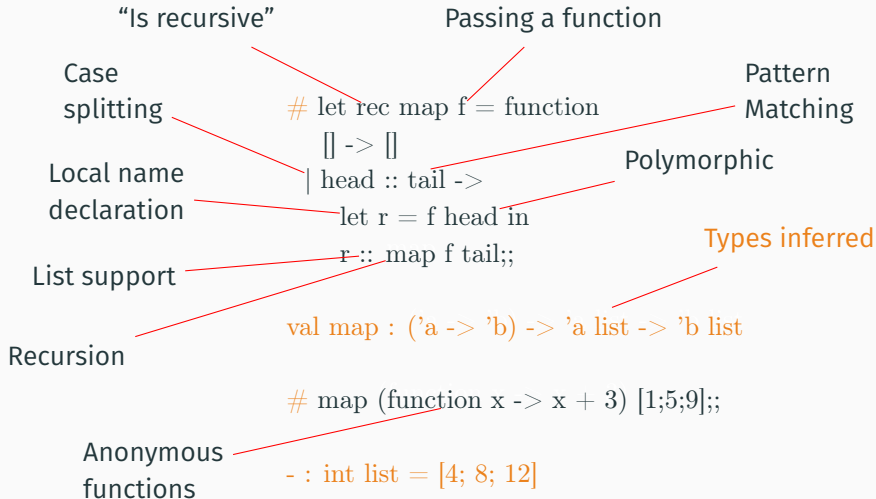 “Is recursive”
Passing a function
Case
splitting
Pattern
Matching
# let rec map f = function
[] -> []
Polymorphic
| head :: tail ->
Local name
declaration
let r = f head in
Types inferred
r :: map f tail;;
List support
val map : ('a -> 'b) -> 'a list -> 'b list
Recursion
# map (function x -> x + 3) [1;5;9];;
Anonymous
functions
- : int list = [4; 8; 12]